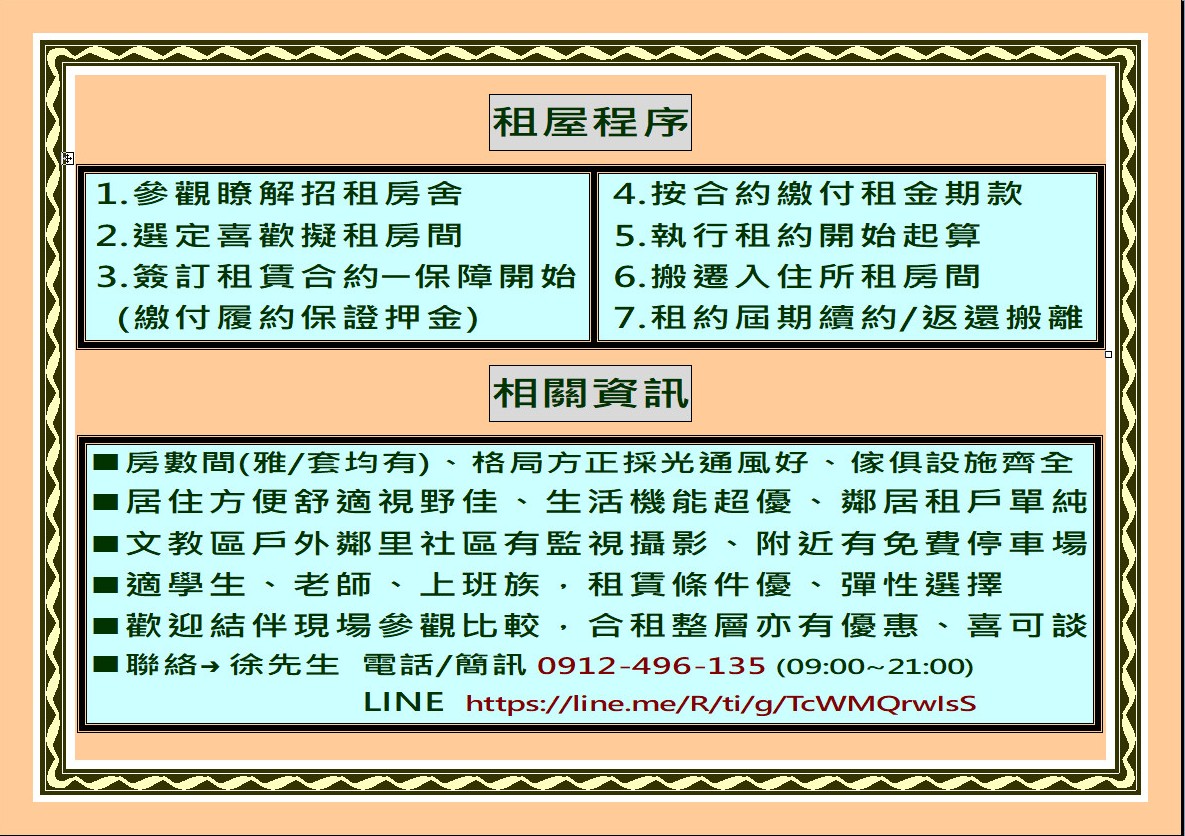 租屋程序
1.參觀瞭解招租房舍
2.選定喜歡擬租房間
3.簽訂租賃合約—保障開始
(繳付履約保證押金)
4.按合約繳付租金期款
5.執行租約開始起算
6.搬遷入住所租房間
7.租約屆期續約/返還搬離
相關資訊
■房數間(雅/套均有)、格局方正採光通風好、傢俱設施齊全
■居住方便舒適視野佳、生活機能超優、鄰居租戶單純
■文教區戶外鄰里社區有監視攝影、附近有免費停車場
■適學生、老師、上班族，租賃條件優、彈性選擇
■歡迎結伴現場參觀比較，合租整層亦有優惠、喜可談
■聯絡→徐先生 電話/簡訊 0912-496-135 (09:00~21:00)
LINE https://line.me/R/ti/g/TcWMQrwIsS